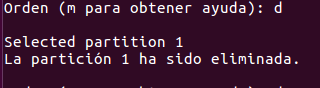 Orden (m para obtener ayuda): d
Selected partition 1
La partición 1 ha sido eliminada.